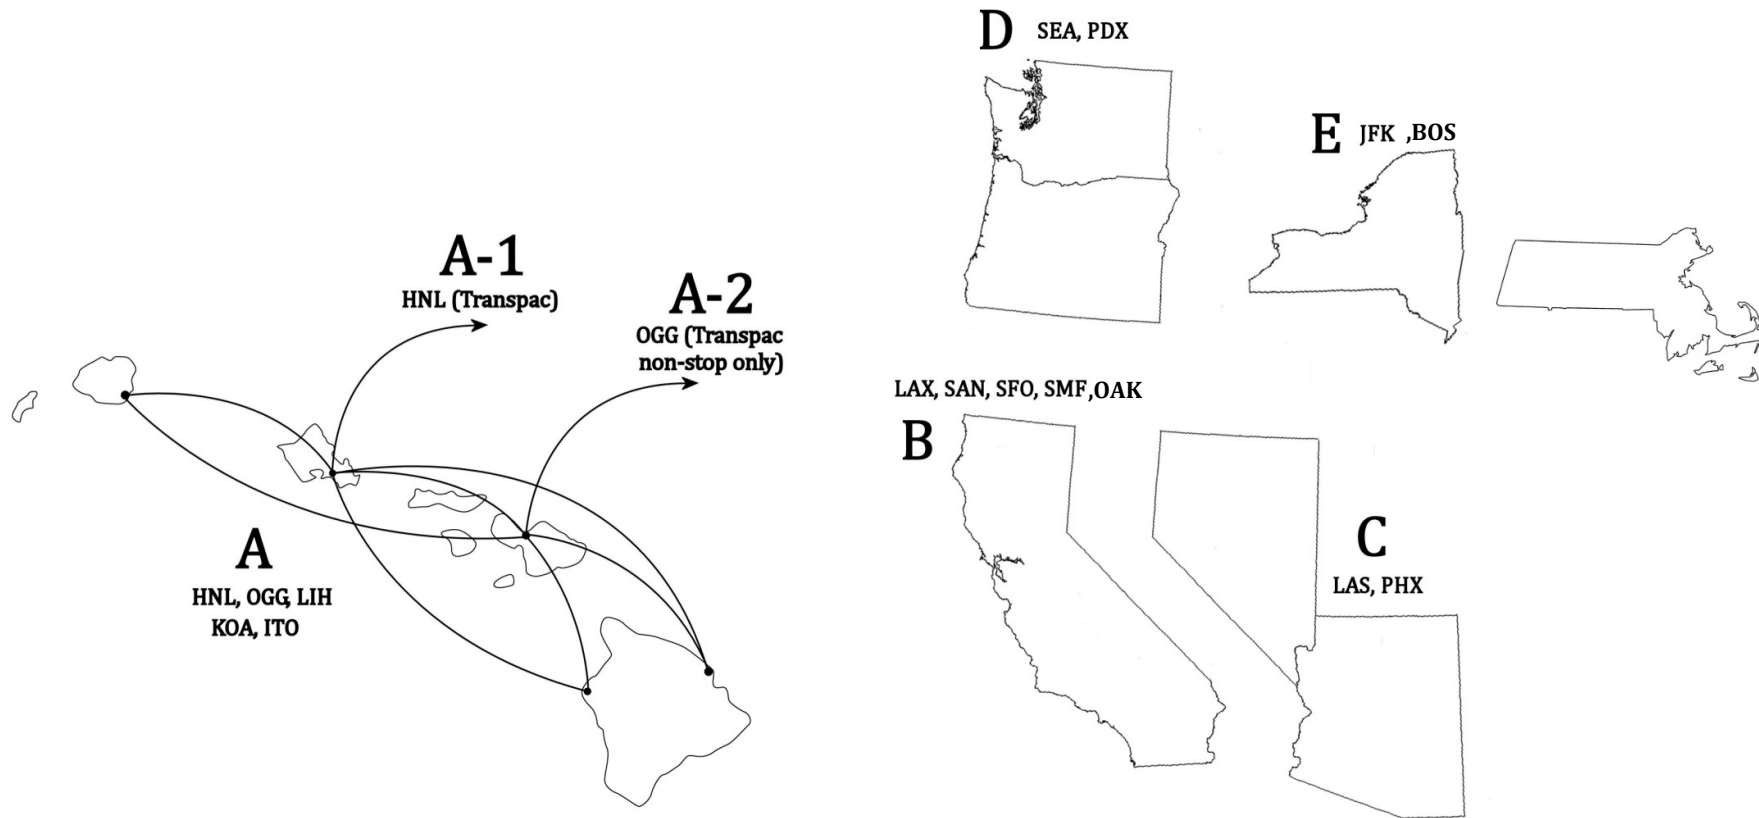 D SEA, PDX
E JFK ,BOS
A-1
HNL (Transpac)
A-2
OGG (Transpac
non-stop only)
LAX, SAN, SFO, SMF,OAK
B
A
HNL, OGG, LIH
KOA, ITO
C
LAS, PHX